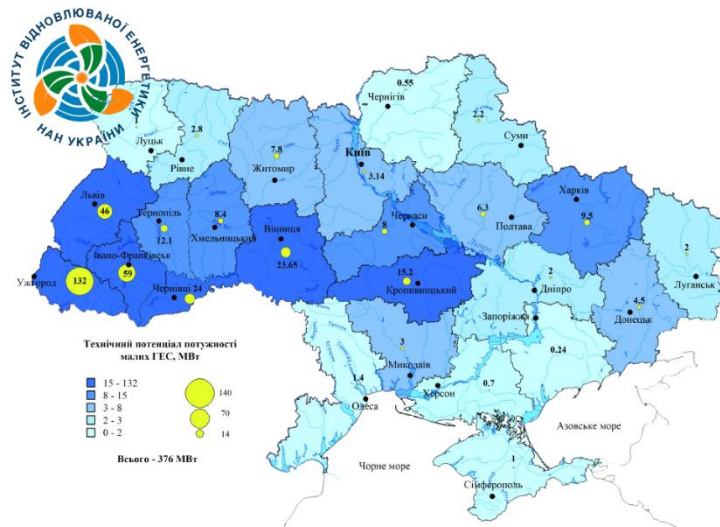 ІНСТИТУТ ВІДНОВЛЮВАНОЇ ЕНЕРГЕТИКИ
НАН УКРАЇНИ
0.55
Чернігів
2.8
Луцьк
Рівне
7.8
Житомир
Київ
3.14
2.2
Суми
Львів
46
Тернопіль
12.1
8.4
Хмельницький
Вінниця
23.65
Черкаси
8
6.3
Полтава
Харків
9.5
2
Луганськ
Івано-Франківськ
59
Ужгород
132
Чернівці 24
15.2
Кропивницький
2
Дніпро
Запоріжжя
4.5
Донецьк
3
Миколаїв
0.24
0.7
Херсон
1.4
Одеса
Азовське море
Чорне море
1
Сімферополь
Технічний потенціал потужності
малих ГЕС, МВт
15 - 132
8 - 15
3 - 8
2 - 3
0 - 2
140
70
14
Всього - 376 МВт